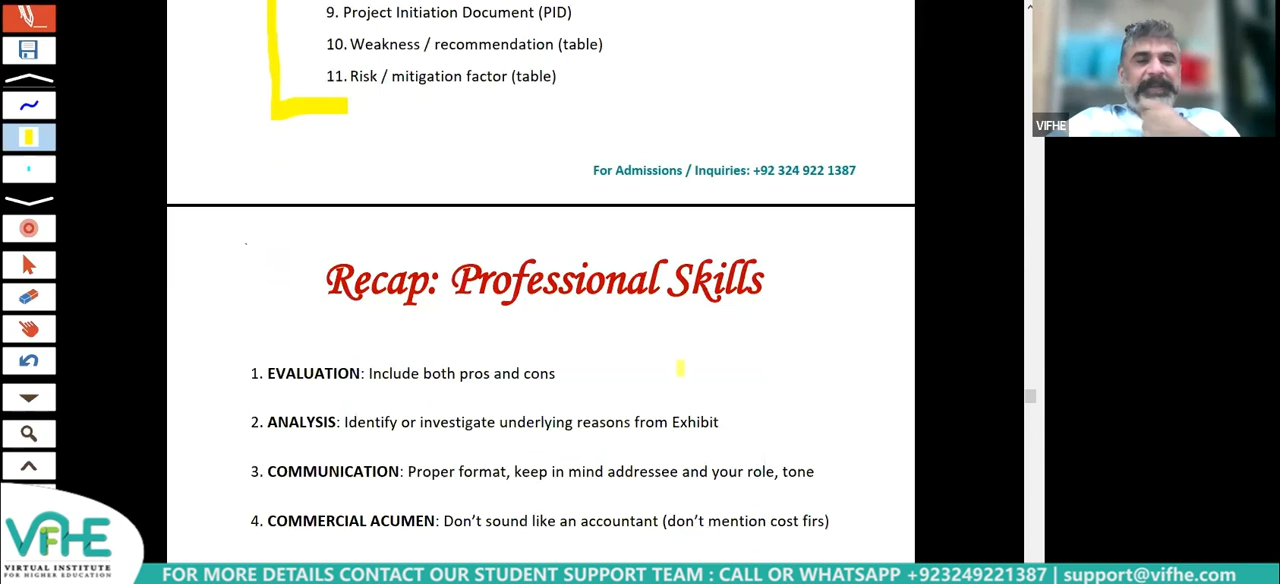 9. Project Initiation Document (PID)
10. Weakness / recommendation (table)
11. Risk / mitigation factor (table)
VIFHE
For Admissions / Inquiries: +92 324 922 1387
Recap: Professional Skills
1. EVALUATION: Include both pros and cons
2. ANALYSIS: Identify or investigate underlying reasons from Exhibit
3. COMMUNICATION: Proper format, keep in mind addressee and your role, tone
4. COMMERCIAL ACUMEN: Don't sound like an accountant (don't mention cost firs)
VIFHE
VIRTUAL INSTITUTE
FOR HIGHER EDUCATION
FOR MORE DETAILS CONTACT OUR STUDENT SUPPORT TEAM : CALL OR WHATSAPP +923249221387 | support@vifhe.com